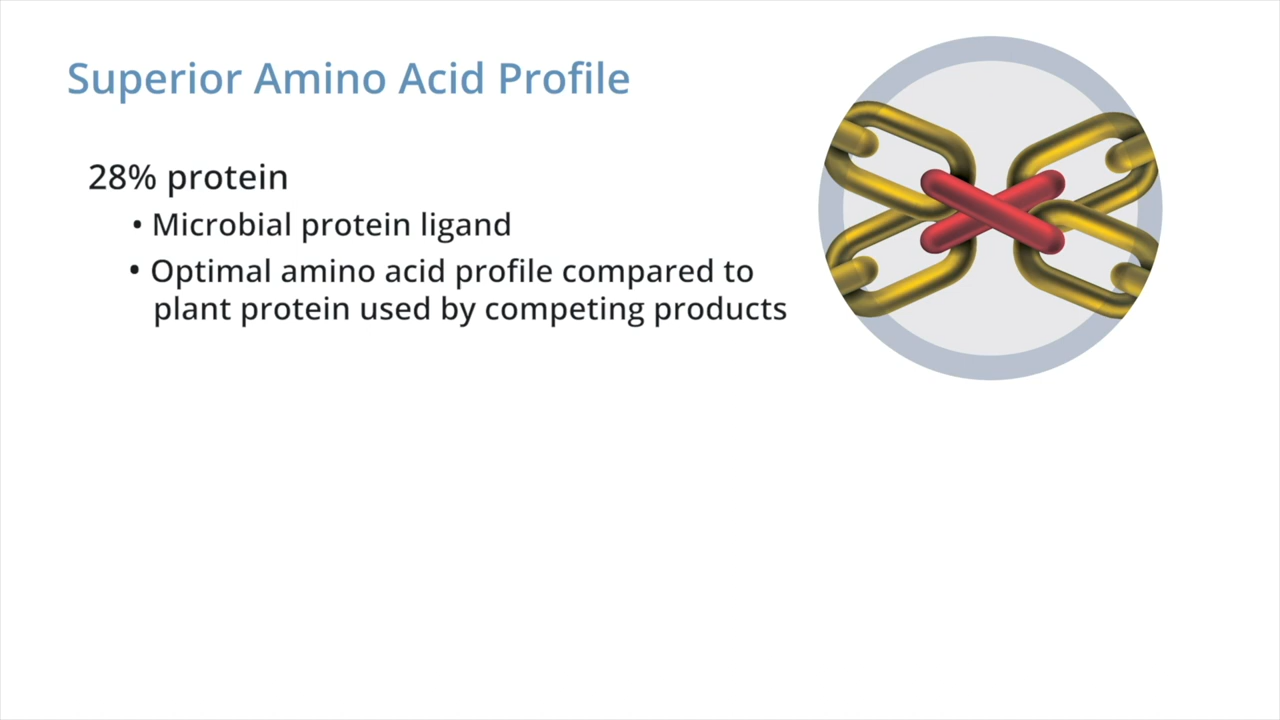 Superior Amino Acid Profile
28% protein
• Microbial protein ligand
• Optimal amino acid profile compared to
plant protein used by competing products